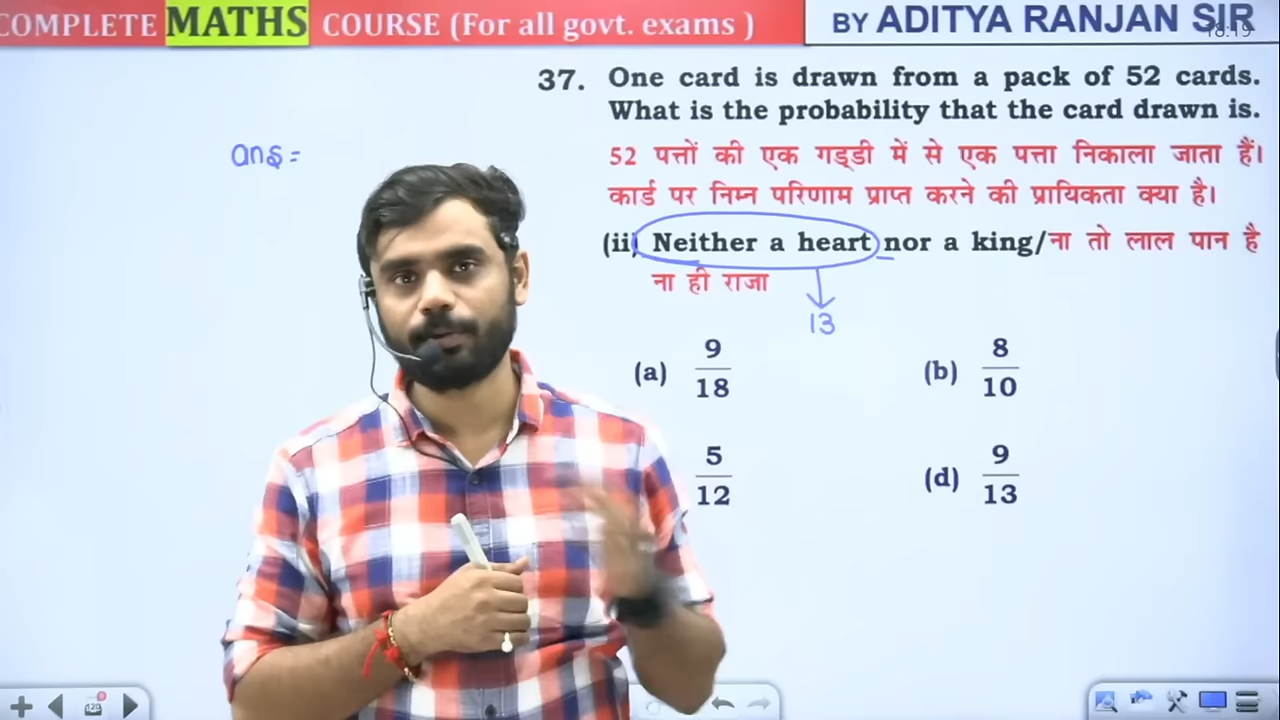 COMPLETE MATHS COURSE (For all govt. exams )
BY ADITYA RANJAN SIR
18:19
37. One card is drawn from a pack of 52 cards.
What is the probability that the card drawn is.
ans =
52 पत्तों की एक गड्डी में से एक पत्ता निकाला जाता हैं।
कार्ड पर निम्न परिणाम प्राप्त करने की प्रायिकता क्या है।
(ii) Neither a heart nor a king/ना तो लाल पान है
ना ही राजा
13
(a) 9/18 (b) 8/10
5/12 (d) 9/13